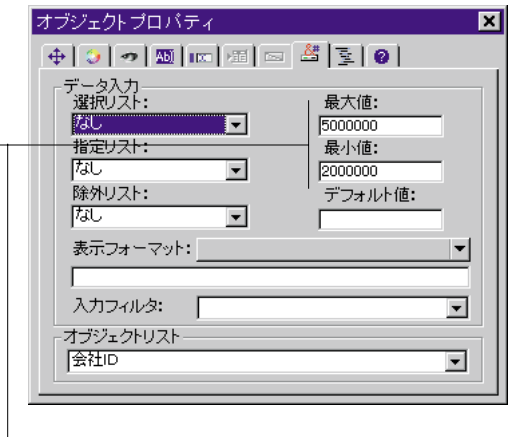 オブジェクトプロパティ
データ入力
選択リスト: 最大値:
なし 5000000
指定リスト: 最小値:
なし 2000000
除外リスト: デフォルト値:
なし
表示フォーマット:
入力フィルタ:
オブジェクトリスト
会社ID